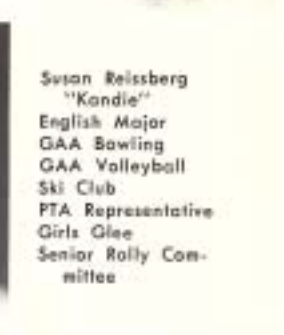 Susan Reissberg
"Kandie"
English Major
GAA Bowling
GAA Volleyball
Ski Club
PTA Representative
Girls Glee
Senior Rally Com-
mittee